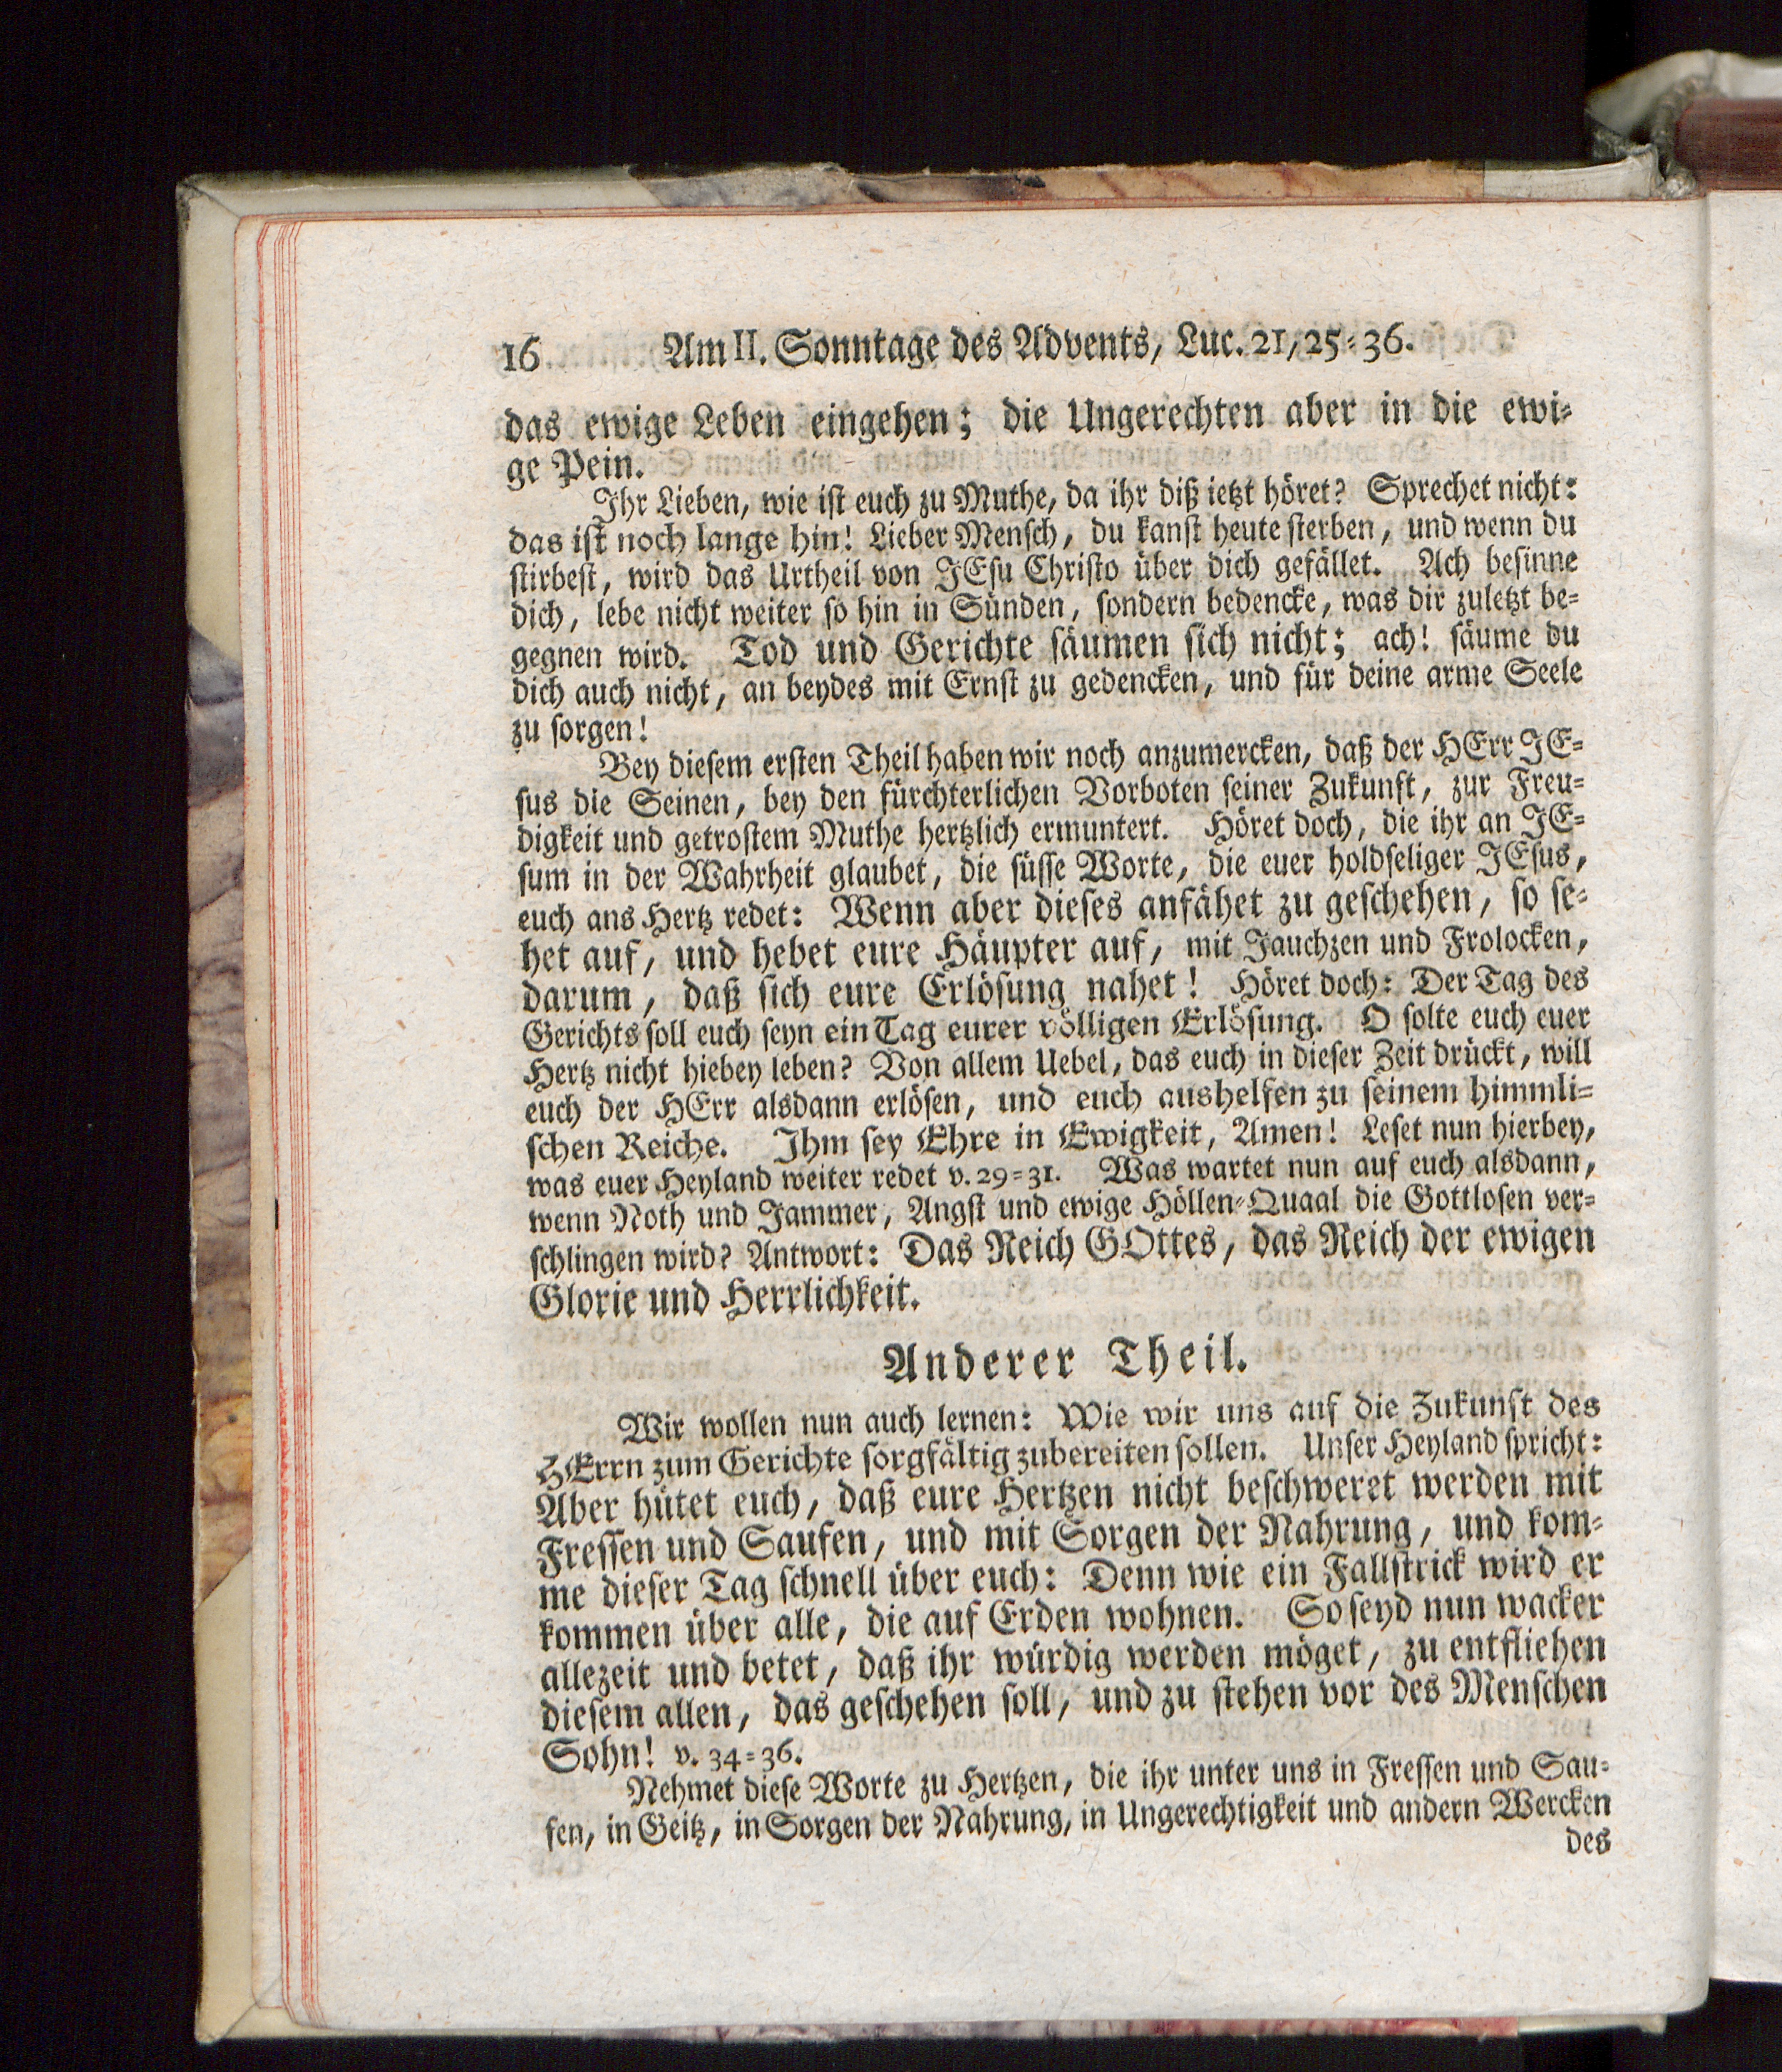 16 Am II. Sonntage des Advents, Luc. 21, 25-36.
das ewige Leben eingehen; die Ungerechten aber in die ewi-
ge Pein.
Ihr Lieben, wie ist euch zu Muthe, da ihr diß ietzt höret? Sprechet nicht:
das ist noch lange hin! Lieber Mensch, du kanst heute sterben, und wenn du
stirbest, wird das Urtheil von JEsu Christo über dich gefället. Ach besinne
dich, lebe nicht weiter so hin in Sünden, sondern bedencke, was dir zuletzt be-
gegnen wird. Tod und Gerichte säumen sich nicht; ach! säume du
dich auch nicht, an beydes mit Ernst zu gedencken, und für deine arme Seele
zu sorgen!
Bey diesem ersten Theil haben wir noch anzumercken, daß der HErr JE-
sus die Seinen, bey den fürchterlichen Vorboten seiner Zukunft, zur Freu-
digkeit und getrostem Muthe hertzlich ermuntert. Höret doch, die ihr an JE-
sum in der Wahrheit glaubet, die süsse Worte, die euer holdseliger JEsus,
euch ans Hertz redet: Wenn aber dieses anfähet zu geschehen, so se-
het auf, und hebet eure Häupter auf, mit Jauchzen und Frolocken,
darum, daß sich eure Erlösung nahet! Höret doch: Der Tag des
Gerichts soll euch seyn ein Tag eurer völligen Erlösung. O solte euch euer
Hertz nicht hiebey leben? Von allem Uebel, das euch in dieser Zeit drückt, will
euch der HErr alsdann erlösen, und euch aushelfen zu seinem himmli-
schen Reiche. Ihm sey Ehre in Ewigkeit, Amen! Leset nun hierbey,
was euer Heyland weiter redet v. 29-31. Was wartet nun auf euch alsdann,
wenn Noth und Jammer, Angst und ewige Höllen-Quaal die Gottlosen ver-
schlingen wird? Antwort: Das Reich GOttes, das Reich der ewigen
Glorie und Herrlichkeit.
Anderer Theil.
Wir wollen nun auch lernen: Wie wir uns auf die Zukunft des
HErrn zum Gerichte sorgfältig zubereiten sollen. Unser Heyland spricht:
Aber hütet euch, daß eure Hertzen nicht beschweret werden mit
Fressen und Saufen, und mit Sorgen der Nahrung, und kom-
me dieser Tag schnell über euch: Denn wie ein Fallstrick wird er
kommen über alle, die auf Erden wohnen. So seyd nun wacker
allezeit und betet, daß ihr würdig werden möget, zu entfliehen
diesem allen, das geschehen soll, und zu stehen vor des Menschen
Sohn! v. 34-36.
Nehmet diese Worte zu Hertzen, die ihr unter uns in Fressen und Sau-
fen, in Geitz, in Sorgen der Nahrung, in Ungerechtigkeit und andern Wercken
des